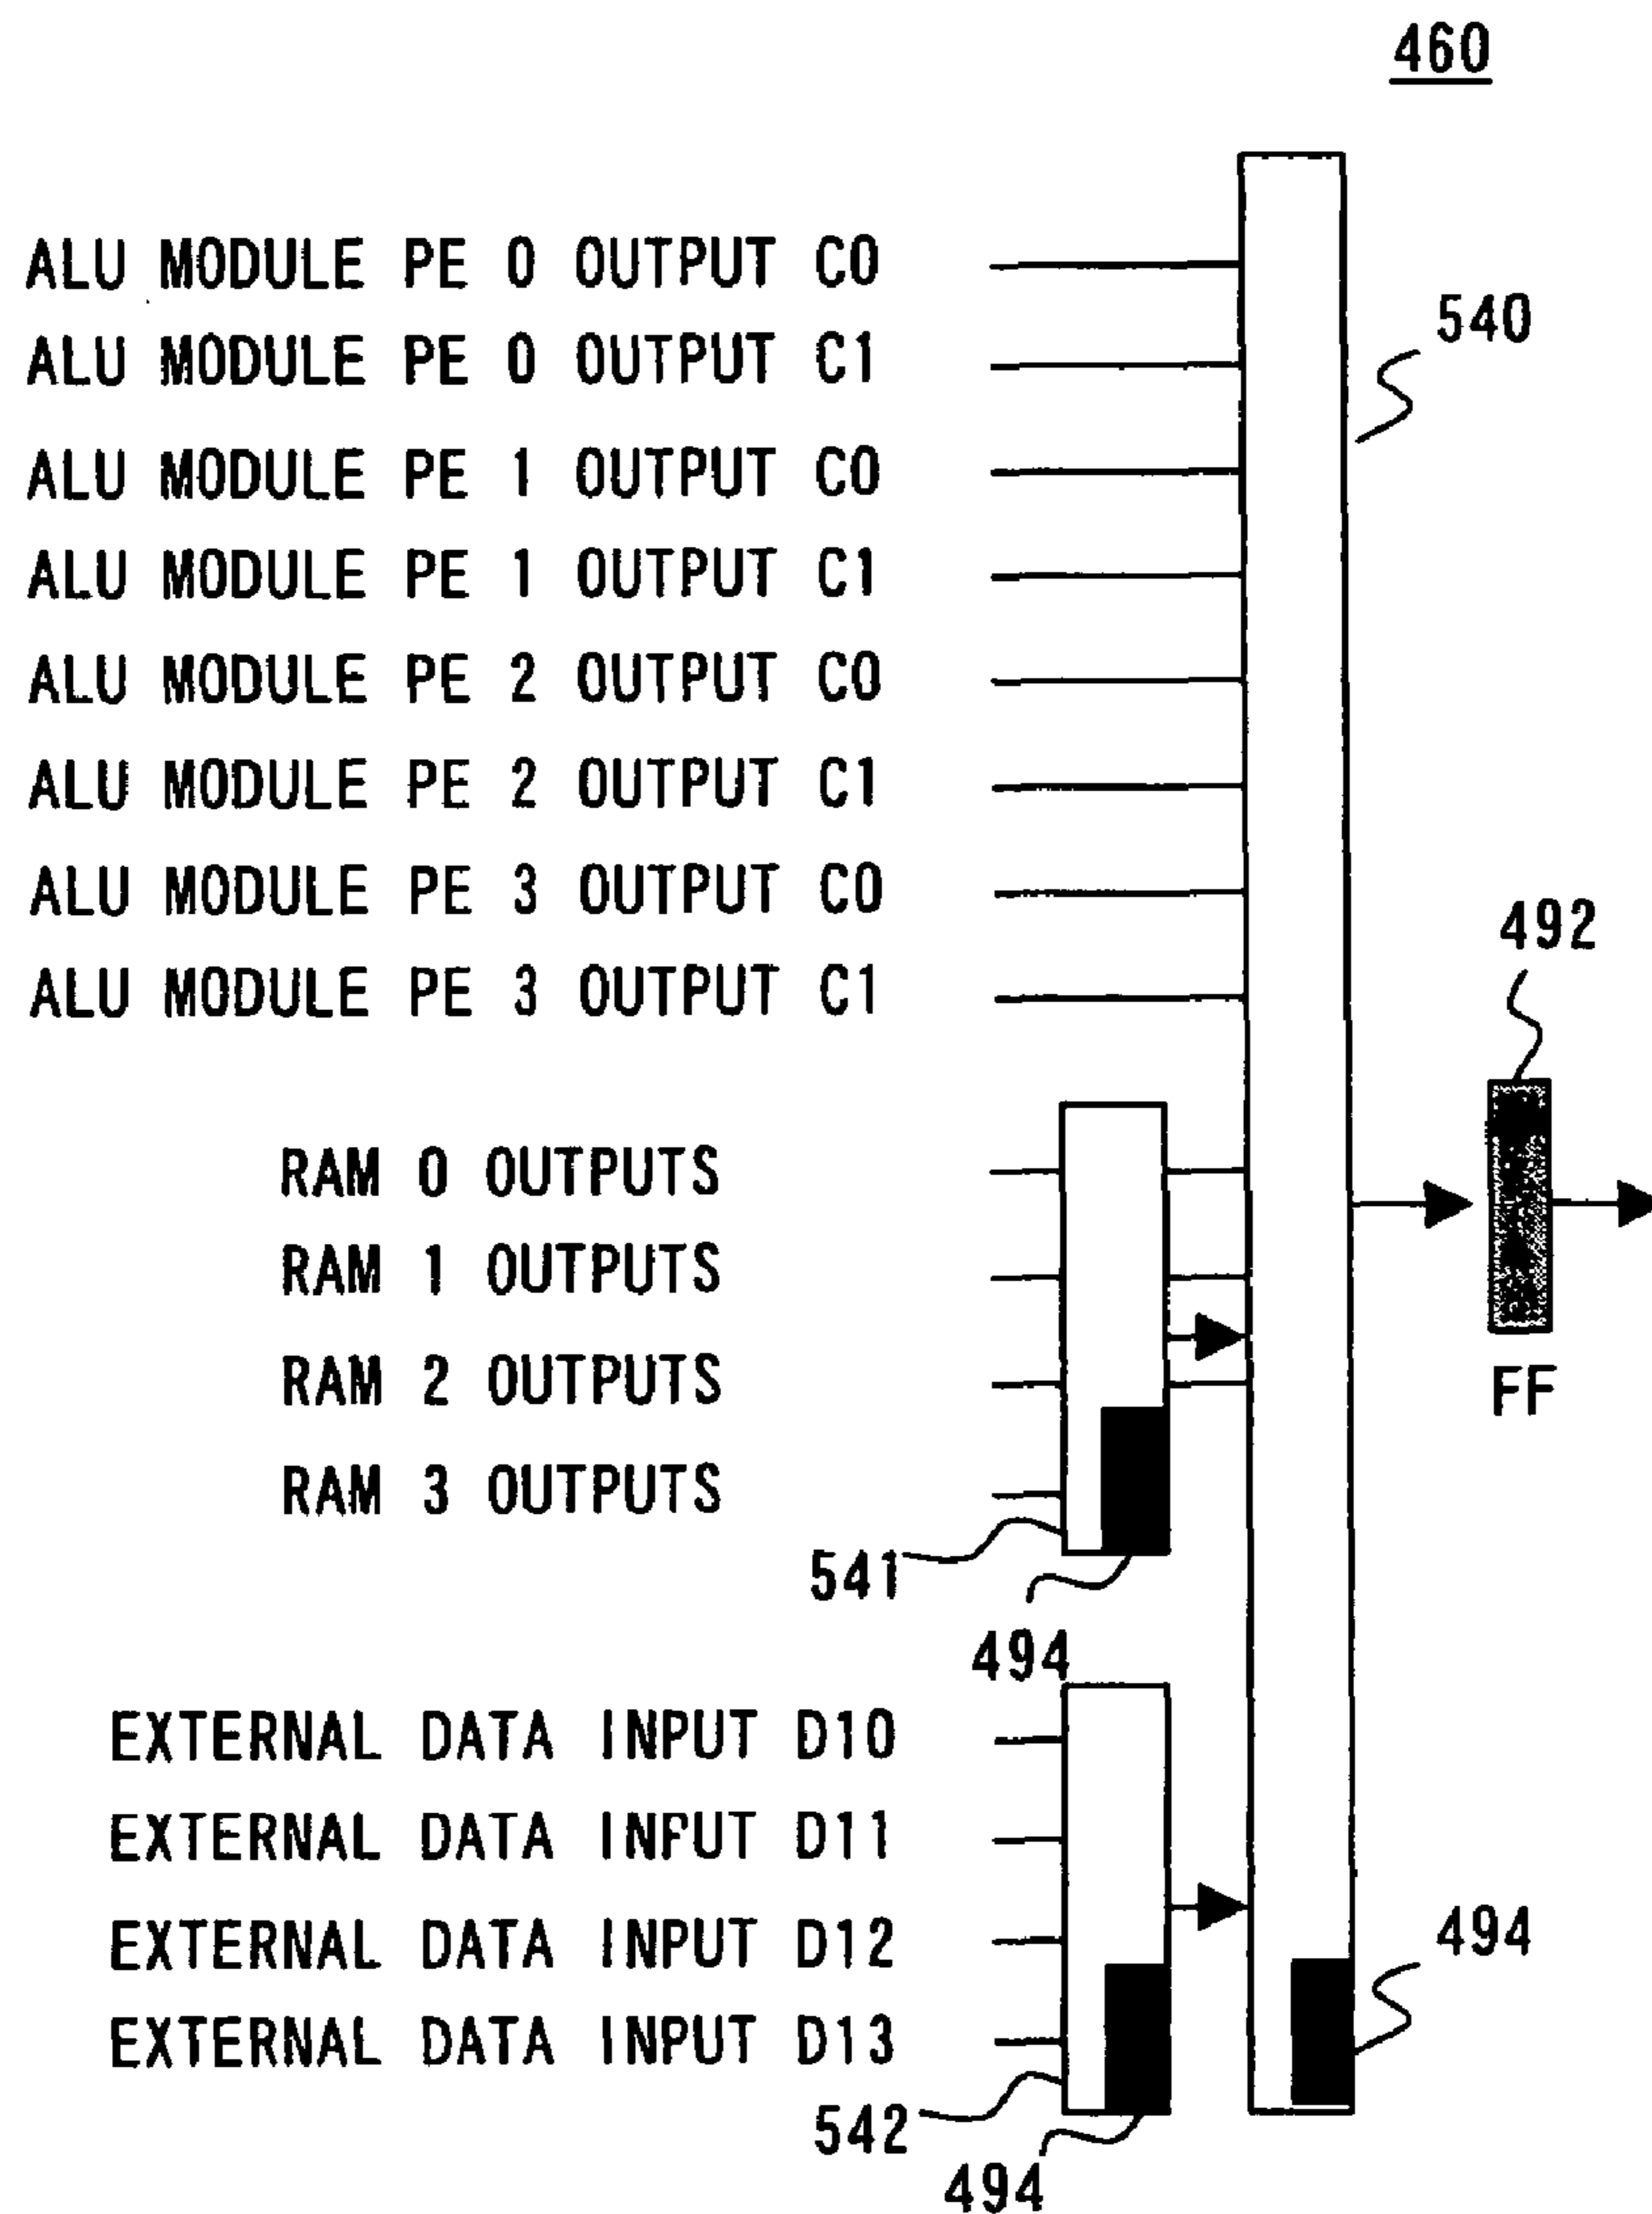 460
ALU MODULE PE 0 OUTPUT C0
540
ALU MODULE PE 0 OUTPUT C1
ALU MODULE PE 1 OUTPUT C0
ALU MODULE PE 1 OUTPUT C1
ALU MODULE PE 2 OUTPUT C0
ALU MODULE PE 2 OUTPUT C1
ALU MODULE PE 3 OUTPUT C0
492
ALU MODULE PE 3 OUTPUT C1
RAM 0 OUTPUTS
RAM 1 OUTPUTS
RAM 2 OUTPUTS
FF
RAM 3 OUTPUTS
541
494
EXTERNAL DATA INPUT D10
EXTERNAL DATA INPUT D11
EXTERNAL DATA INPUT D12
494
EXTERNAL DATA INPUT D13
542
494